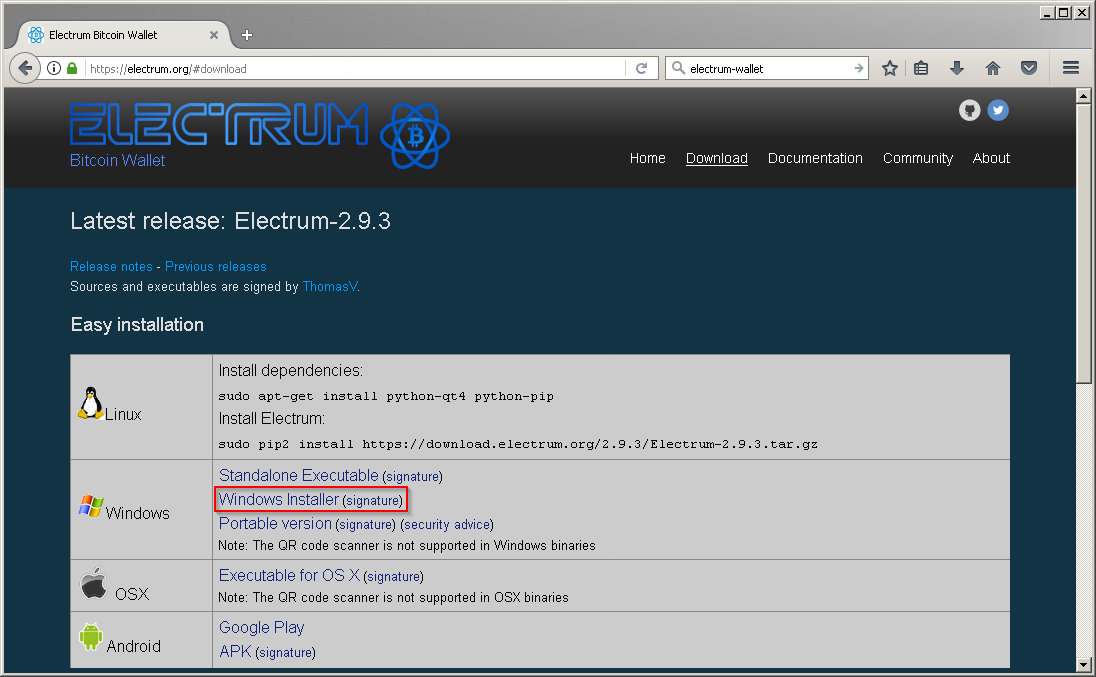 Electrum Bitcoin Wallet
https://electrum.org/#download
electrum-wallet
ELECTRUM
Bitcoin Wallet
Home Download Documentation Community About
Latest release: Electrum-2.9.3
Release notes - Previous releases
Sources and executables are signed by ThomasV.
Easy installation
Linux
Install dependencies:
sudo apt-get install python-qt4 python-pip
Install Electrum:
sudo pip2 install https://download.electrum.org/2.9.3/Electrum-2.9.3.tar.gz
Windows
Standalone Executable (signature)
Windows Installer (signature)
Portable version (signature) (security advice)
Note: The QR code scanner is not supported in Windows binaries
OSX
Executable for OS X (signature)
Note: The QR code scanner is not supported in OSX binaries
Android
Google Play
APK (signature)